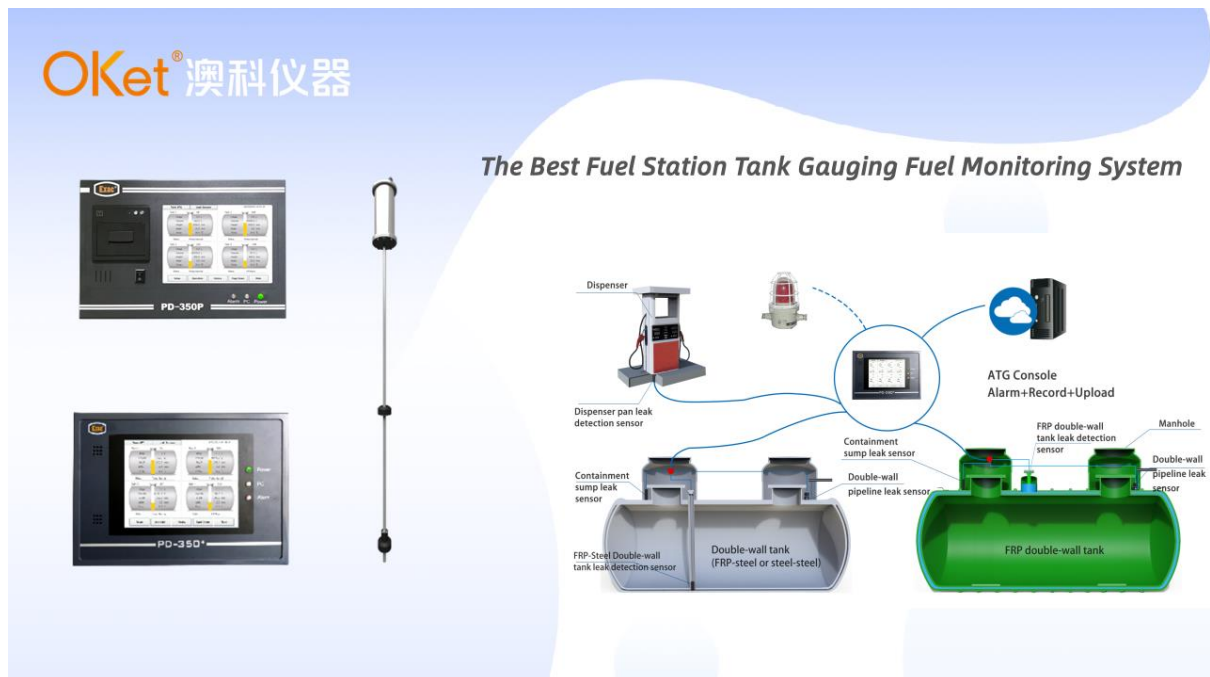 OKet® 澳科仪器
The Best Fuel Station Tank Gauging Fuel Monitoring System
PD-350P
Alarm PC Power
Power
PC
Alarm
PD-350+
Dispenser
Dispenser pan leak
detection sensor
ATG Console
Alarm+Record+Upload
Containment
sump leak
sensor
FRP-Steel Double-wall
tank leak detection sensor
Double-wall tank
(FRP-steel or steel-steel)
Containment
sump leak sensor
Double-wall
pipeline leak sensor
FRP double-wall
tank leak detection
sensor
Manhole
Double-wall
pipeline leak
sensor
FRP double-wall tank